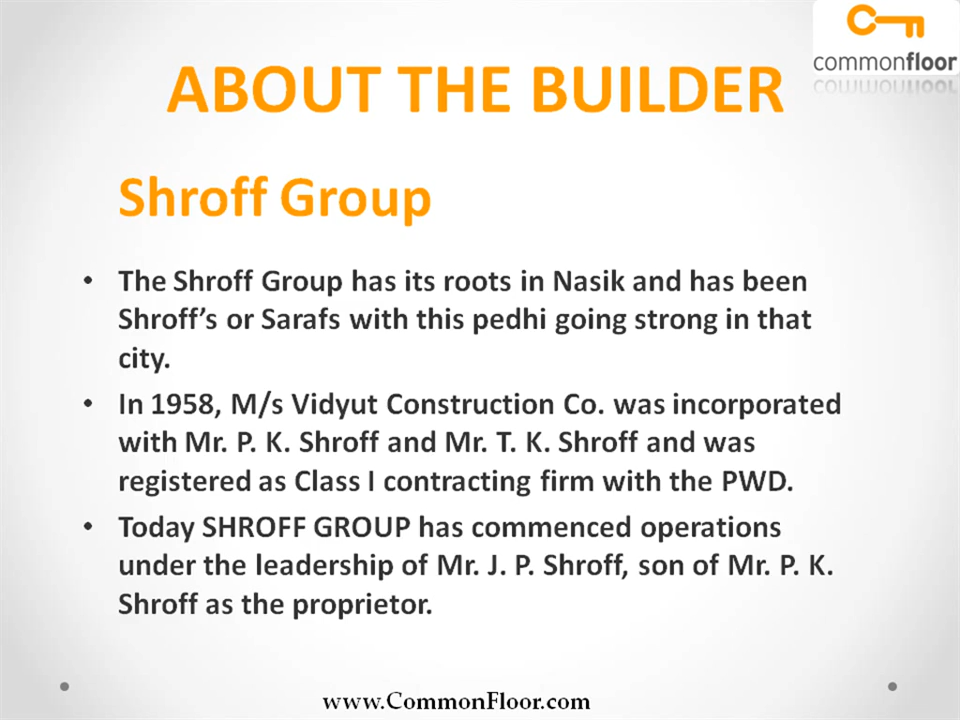 commonfloor
ABOUT THE BUILDER
Shroff Group
• The Shroff Group has its roots in Nasik and has been
Shroff’s or Sarafs with this pedhi going strong in that
city.
• In 1958, M/s Vidyut Construction Co. was incorporated
with Mr. P. K. Shroff and Mr. T. K. Shroff and was
registered as Class I contracting firm with the PWD.
• Today SHROFF GROUP has commenced operations
under the leadership of Mr. J. P. Shroff, son of Mr. P. K.
Shroff as the proprietor.
www.CommonFloor.com